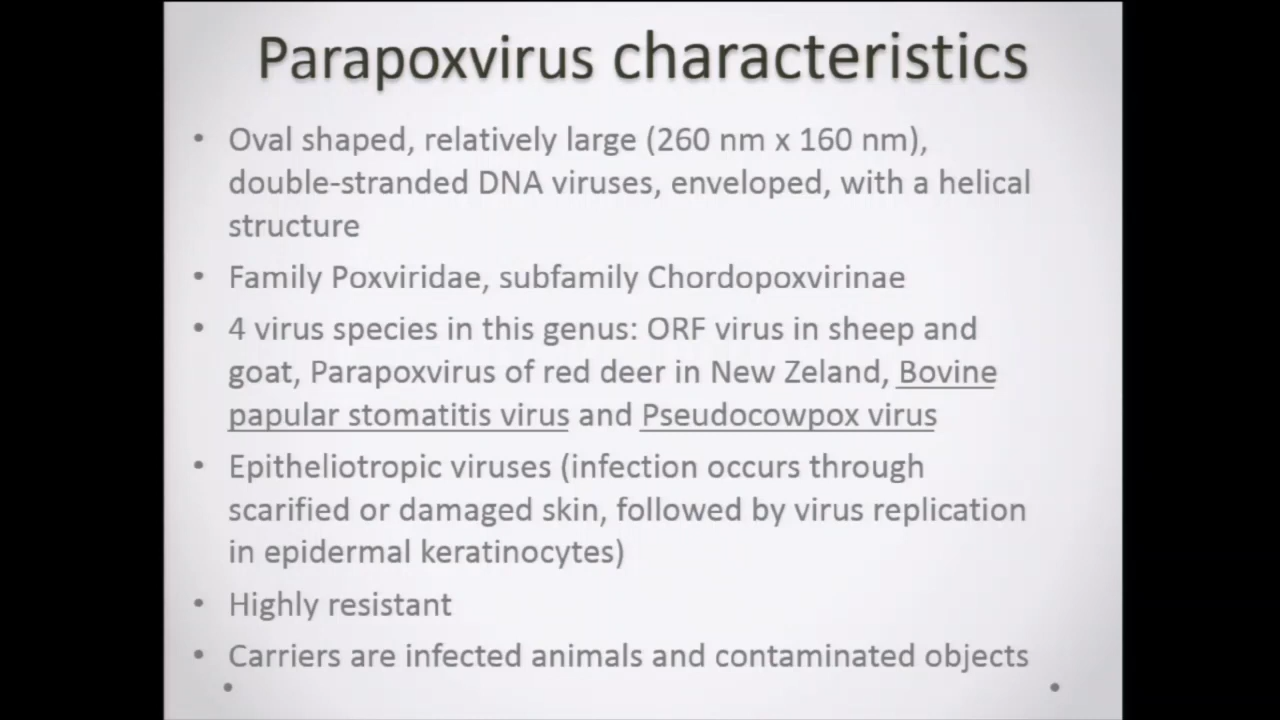 Parapoxvirus characteristics
• Oval shaped, relatively large (260 nm x 160 nm),
double-stranded DNA viruses, enveloped, with a helical
structure
• Family Poxviridae, subfamily Chordopoxvirinae
• 4 virus species in this genus: ORF virus in sheep and
goat, Parapoxvirus of red deer in New Zeland, Bovine
papular stomatitis virus and Pseudocowpox virus
• Epitheliotropic viruses (infection occurs through
scarified or damaged skin, followed by virus replication
in epidermal keratinocytes)
• Highly resistant
• Carriers are infected animals and contaminated objects